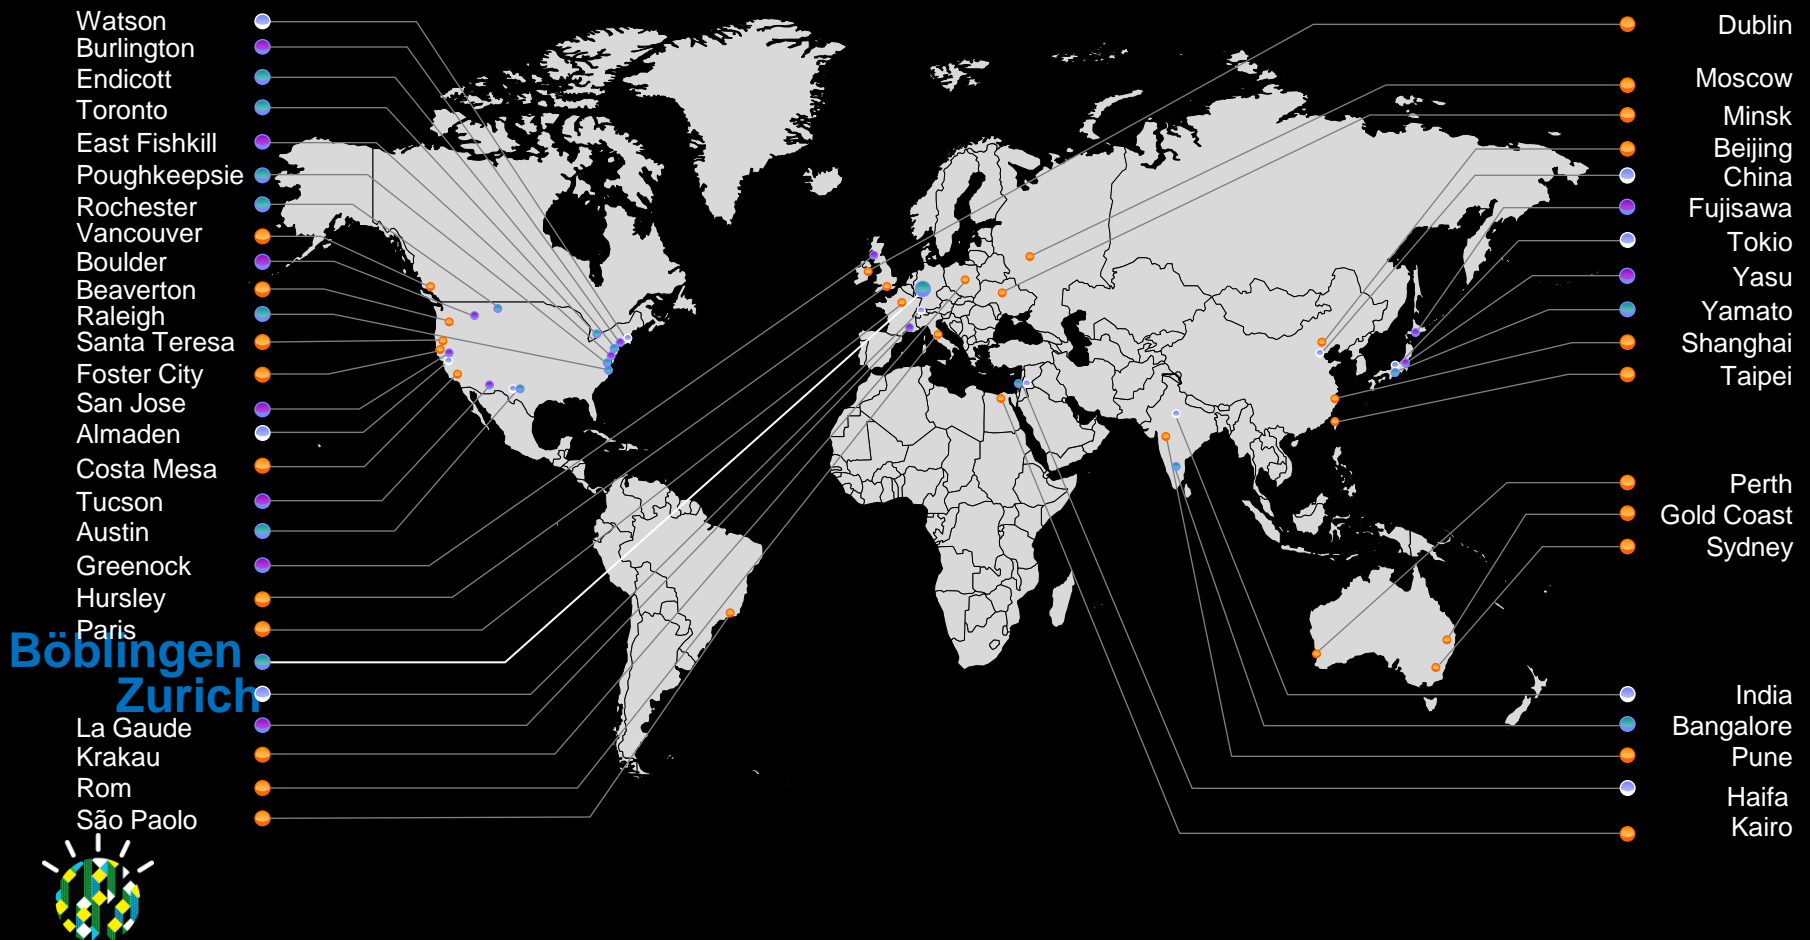 Watson
Burlington
Endicott
Toronto
East Fishkill
Poughkeepsie
Rochester
Vancouver
Boulder
Beaverton
Raleigh
Santa Teresa
Foster City
San Jose
Almaden
Costa Mesa
Tucson
Austin
Greenock
Hursley
Paris
Böblingen
Zurich
La Gaude
Krakau
Rom
São Paolo
Dublin
Moscow
Minsk
Beijing
China
Fujisawa
Tokio
Yasu
Yamato
Shanghai
Taipei
Perth
Gold Coast
Sydney
India
Bangalore
Pune
Haifa
Kairo